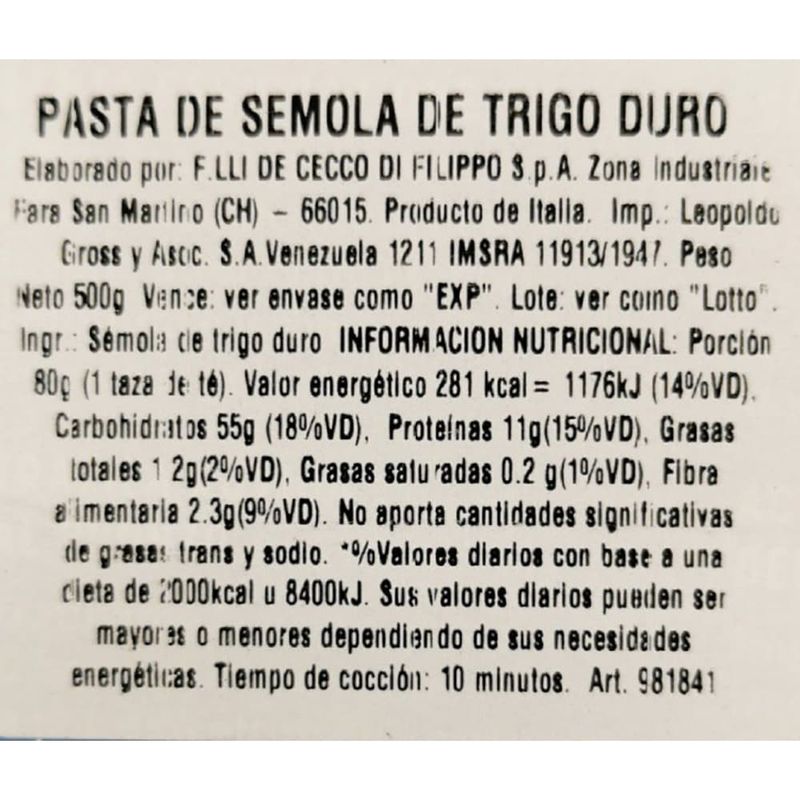 PASTA DE SEMOLA DE TRIGO DURO
Elaborado por: F.LLI DE CECCO DI FILIPPO S.p.A. Zona Industriale
Fara San Martino (CH) – 66015. Producto de Italia. Imp.: Leopoldo
Gross y Asoc. S.A.Venezuela 1211 IMSRA 11913/1947. Peso
Neto 500g Vence: ver envase como "EXP". Lote: ver como "Lotto".
Ingr.: Sémola de trigo duro INFORMACION NUTRICIONAL: Porción
80g (1 taza de té). Valor energético 281 kcal = 1176kJ (14%VD),
Carbohidratos 55g (18%VD), Proteínas 11g(15%VD), Grasas
totales 1.2g(2%VD), Grasas saturadas 0.2 g(1%VD), Fibra
alimentaria 2.3g(9%VD). No aporta cantidades significativas
de grasas trans y sodio. *%Valores diarios con base a una
dieta de 2000kcal u 8400kJ. Sus valores diarios pueden ser
mayores o menores dependiendo de sus necesidades
energéticas. Tiempo de cocción: 10 minutos. Art. 981841